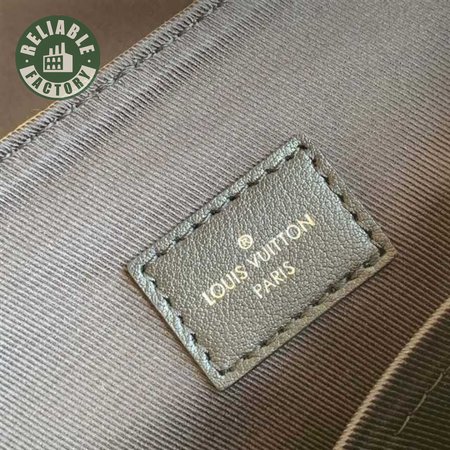 RELIABLE
FACTORY
®
LOUIS VUITTON
PARIS